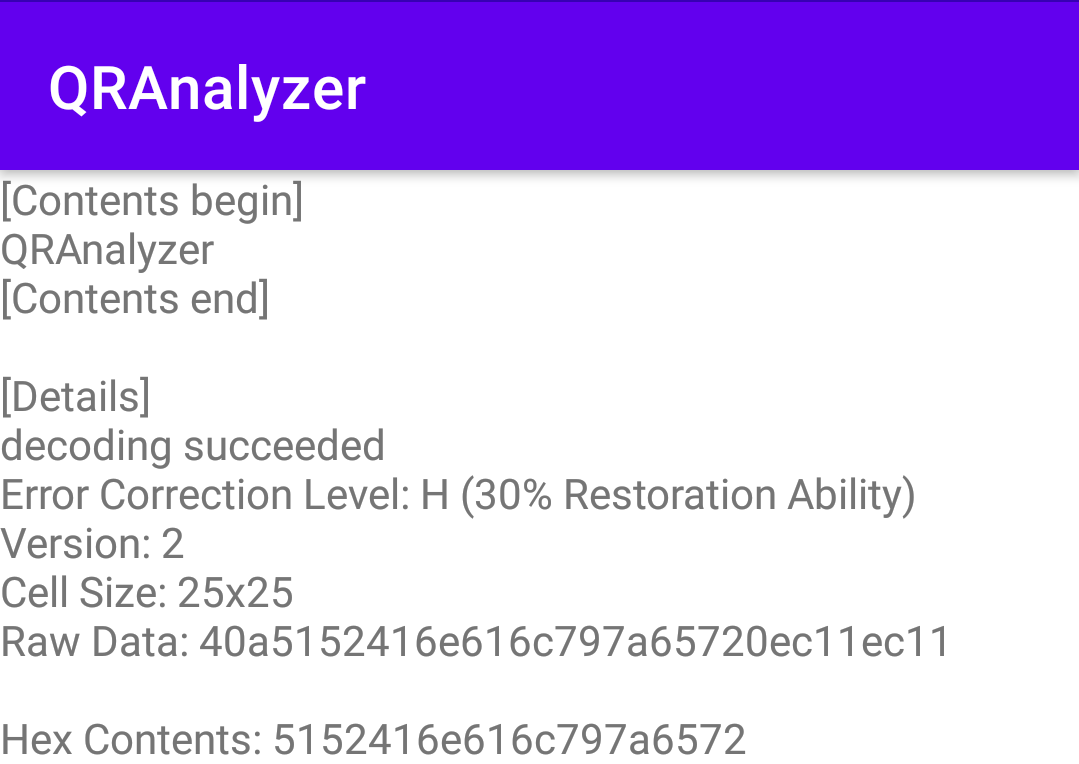 QRAnalyzer
[Contents begin]
QRAnalyzer
[Contents end]
[Details]
decoding succeeded
Error Correction Level: H (30% Restoration Ability)
Version: 2
Cell Size: 25x25
Raw Data: 40a5152416e616c797a65720ec11ec11
Hex Contents: 5152416e616c797a6572